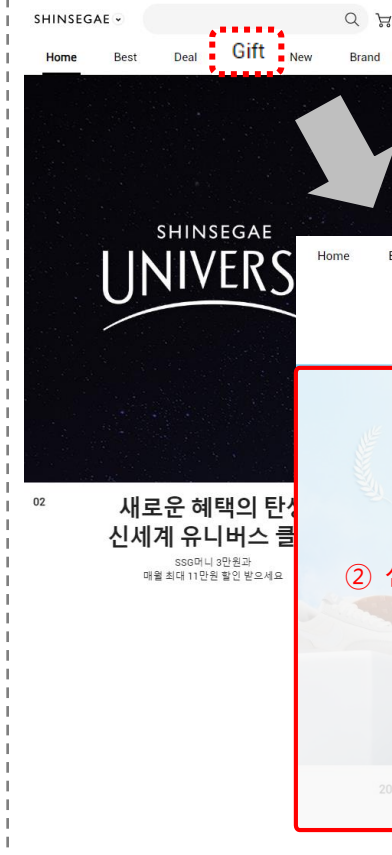 SHINSEGAE
Home Best Deal Gift New Brand
SHINSEGAE
UNIVERS
Home
02
새로운 혜택의 탄
신세계 유니버스 클
SSG머니 3만원과
매월 최대 11만원 할인 받으세요
②
20